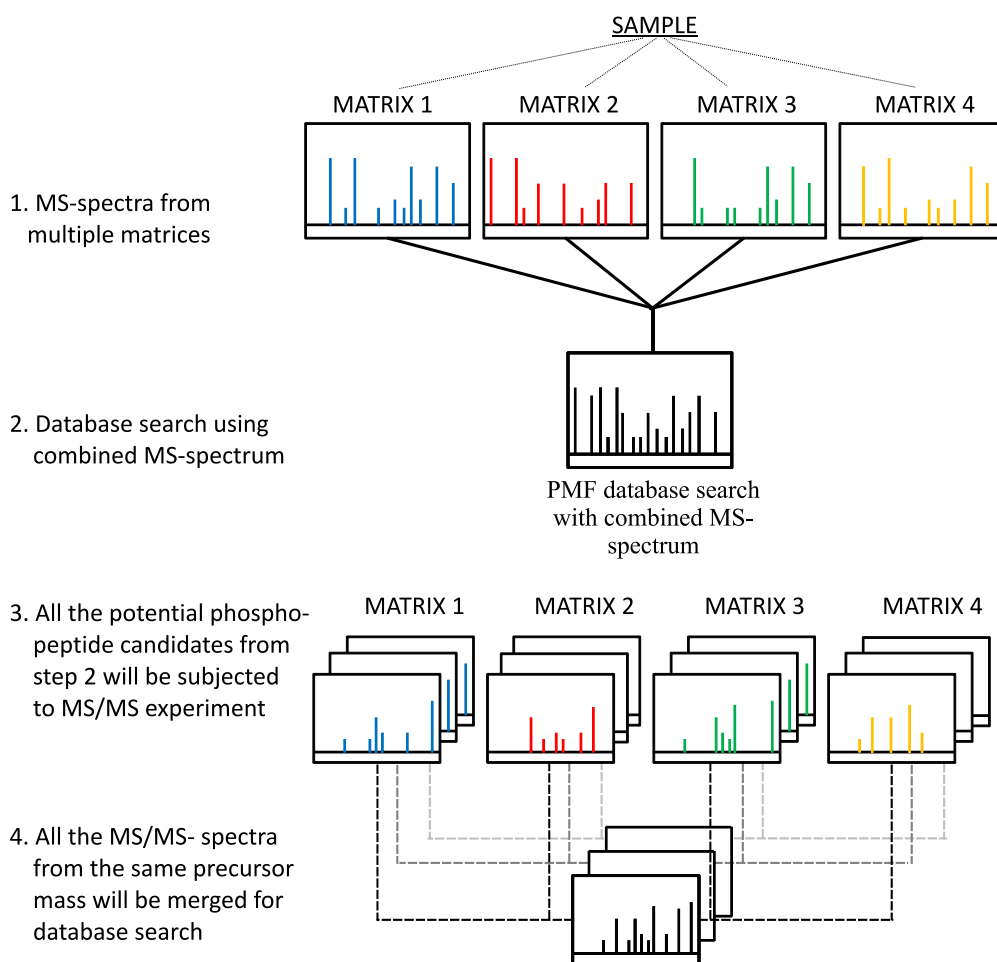 SAMPLE
MATRIX 1
MATRIX 2
MATRIX 3
MATRIX 4
1. MS-spectra from
multiple matrices
2. Database search using
combined MS-spectrum
PMF database search
with combined MS-
spectrum
3. All the potential phospho-
peptide candidates from
step 2 will be subjected
to MS/MS experiment
MATRIX 1
MATRIX 2
MATRIX 3
MATRIX 4
4. All the MS/MS- spectra
from the same precursor
mass will be merged for
database search